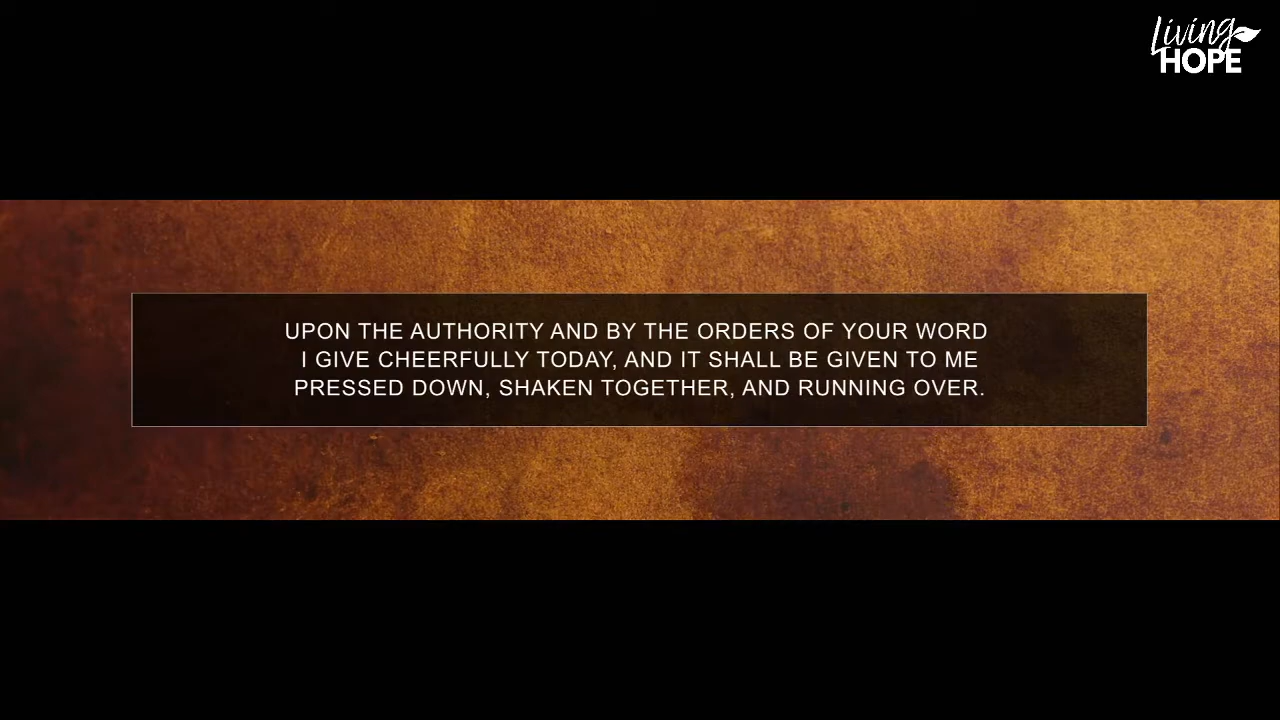 Living
HOPE
UPON THE AUTHORITY AND BY THE ORDERS OF YOUR WORD
I GIVE CHEERFULLY TODAY, AND IT SHALL BE GIVEN TO ME
PRESSED DOWN, SHAKEN TOGETHER, AND RUNNING OVER.